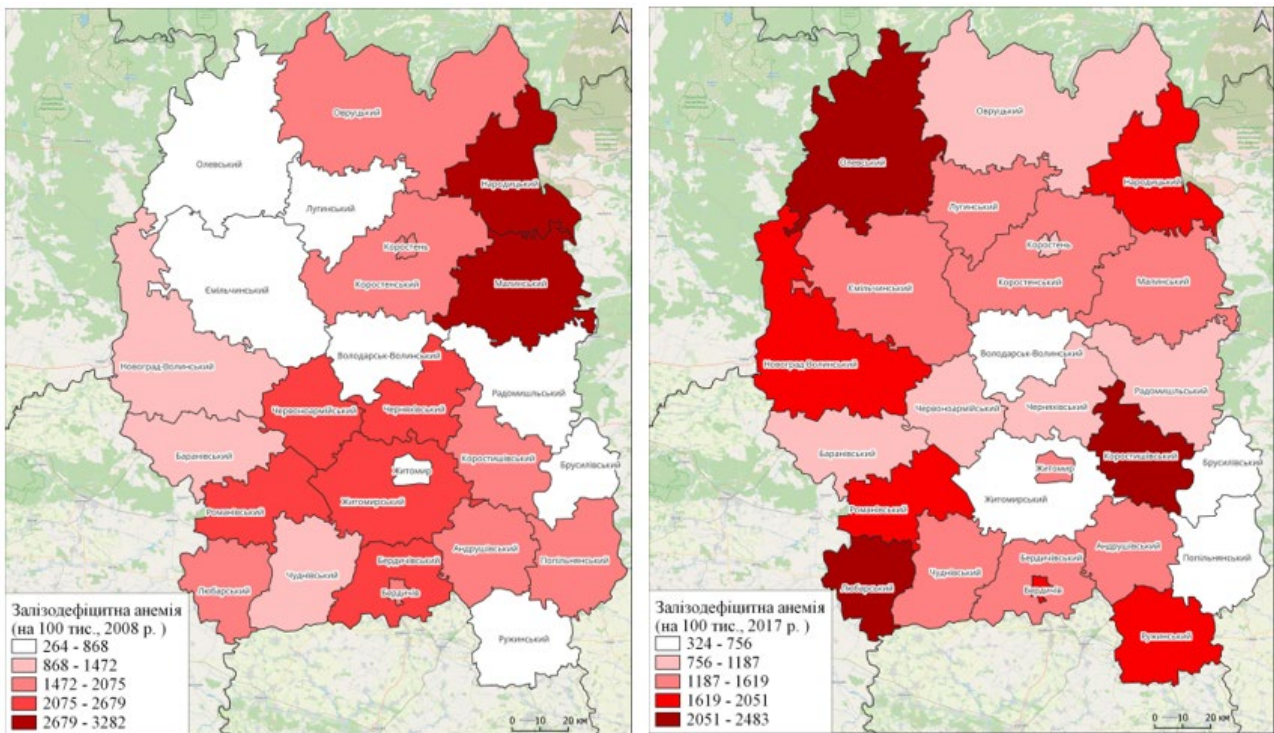 Овруцький
Олевський
Народицький
Лугинський
Коростень
Коростенський
Малинський
Ємільчинський
Володарськ-Волинський
Новоград-Волинський
Радомишльський
Червоноармійський
Черняхівський
Коростишівський
Баранівський
Брусилівський
Житомир
Житомирський
Романівський
Андрушівський
Попільнянський
Бердичівський
Чуднівський
Любарський
Бердичів
Ружинський
Залізодефіцитна анемія
(на 100 тис., 2008 р. )
264 - 868
868 - 1472
1472 - 2075
2075 - 2679
2679 - 3282
0 10 20 км
Овруцький
Олевський
Народицький
Лугинський
Коростень
Коростенський
Малинський
Ємільчинський
Володарськ-Волинський
Новоград-Волинський
Радомишльський
Червоноармійський
Черняхівський
Коростишівський
Баранівський
Брусилівський
Житомир
Житомирський
Романівський
Андрушівський
Попільнянський
Бердичівський
Чуднівський
Любарський
Бердичів
Ружинський
Залізодефіцитна анемія
(на 100 тис., 2017 р. )
324 - 756
756 - 1187
1187 - 1619
1619 - 2051
2051 - 2483
0 10 20 км